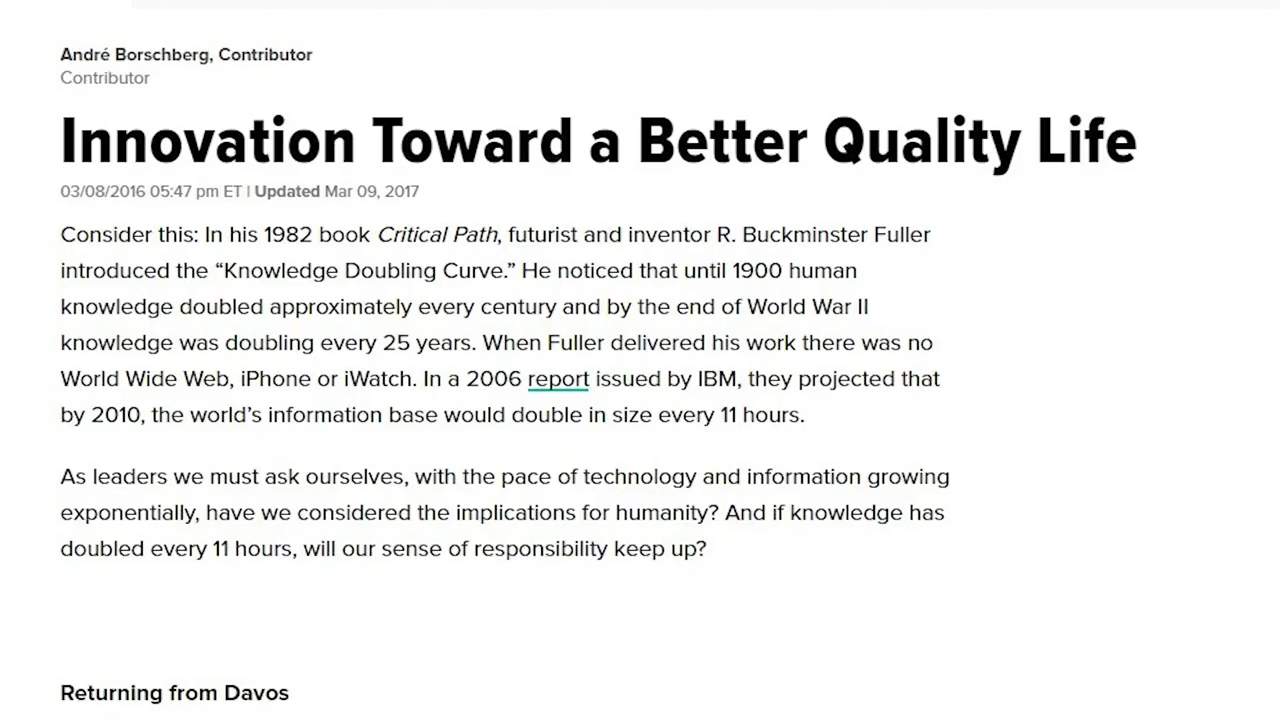 André Borschberg, Contributor
Contributor
Innovation Toward a Better Quality Life
03/08/2016 05:47 pm ET | Updated Mar 09, 2017
Consider this: In his 1982 book Critical Path, futurist and inventor R. Buckminster Fuller
introduced the “Knowledge Doubling Curve.” He noticed that until 1900 human
knowledge doubled approximately every century and by the end of World War II
knowledge was doubling every 25 years. When Fuller delivered his work there was no
World Wide Web, iPhone or iWatch. In a 2006 report issued by IBM, they projected that
by 2010, the world’s information base would double in size every 11 hours.
As leaders we must ask ourselves, with the pace of technology and information growing
exponentially, have we considered the implications for humanity? And if knowledge has
doubled every 11 hours, will our sense of responsibility keep up?
Returning from Davos